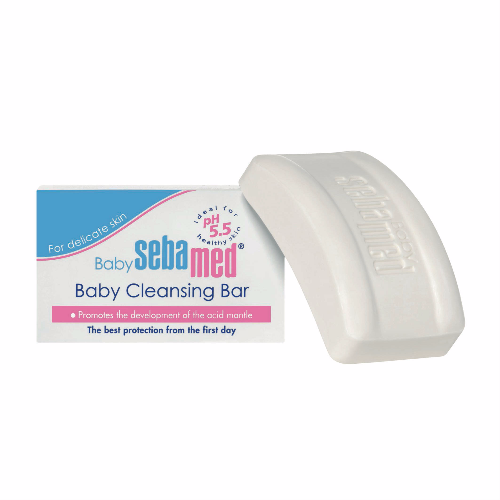 For delicate skin
ideal for
pH
5.5
healthy skin
Baby sebamed®
Baby Cleansing Bar
• Promotes the development of the acid mantle
The best protection from the first day
sebamed